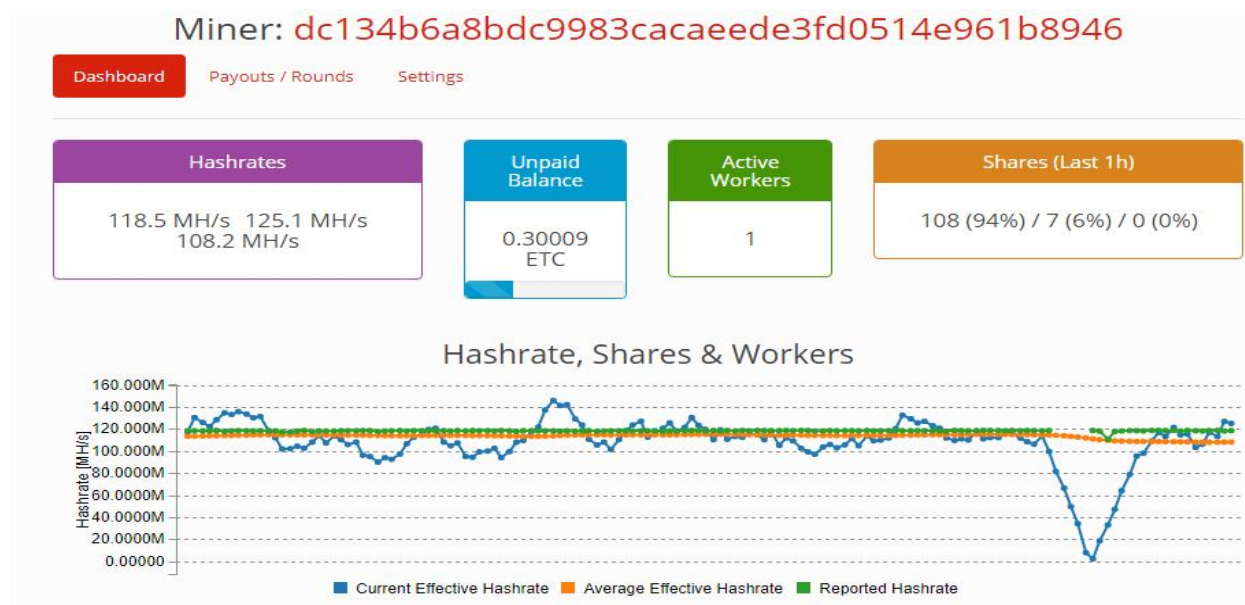 Miner: dc134b6a8bdc9983cacaeede3fd0514e961b8946
Dashboard Payouts / Rounds Settings
Hashrates
118.5 MH/s 125.1 MH/s
108.2 MH/s
Unpaid
Balance
0.30009
ETC
Active
Workers
1
Shares (Last 1h)
108 (94%) / 7 (6%) / 0 (0%)
Hashrate, Shares & Workers
Hashrate [MH/s]
160.000M
140.000M
120.000M
100.000M
80.0000M
60.0000M
40.0000M
20.0000M
0.00000
Current Effective Hashrate Average Effective Hashrate Reported Hashrate